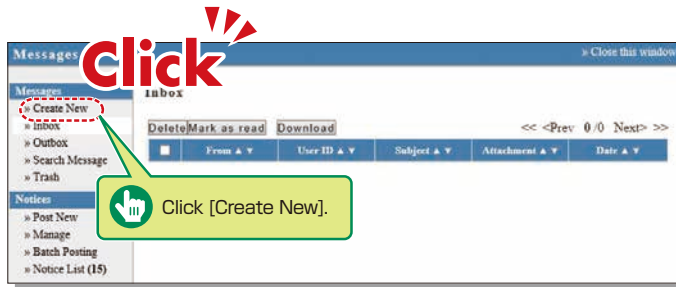 Click
Messages
» Close this window
Messages
» Create New
» Inbox
» Outbox
» Search Message
» Trash
Notices
» Post New
» Manage
» Batch Posting
» Notice List (15)
Inbox
Delete Mark as read Download << <Prev 0 /0 Next> >>
From ▲ ▼ User ID ▲ ▼ Subject ▲ ▼ Attachment ▲ ▼ Date ▲ ▼
Click [Create New].